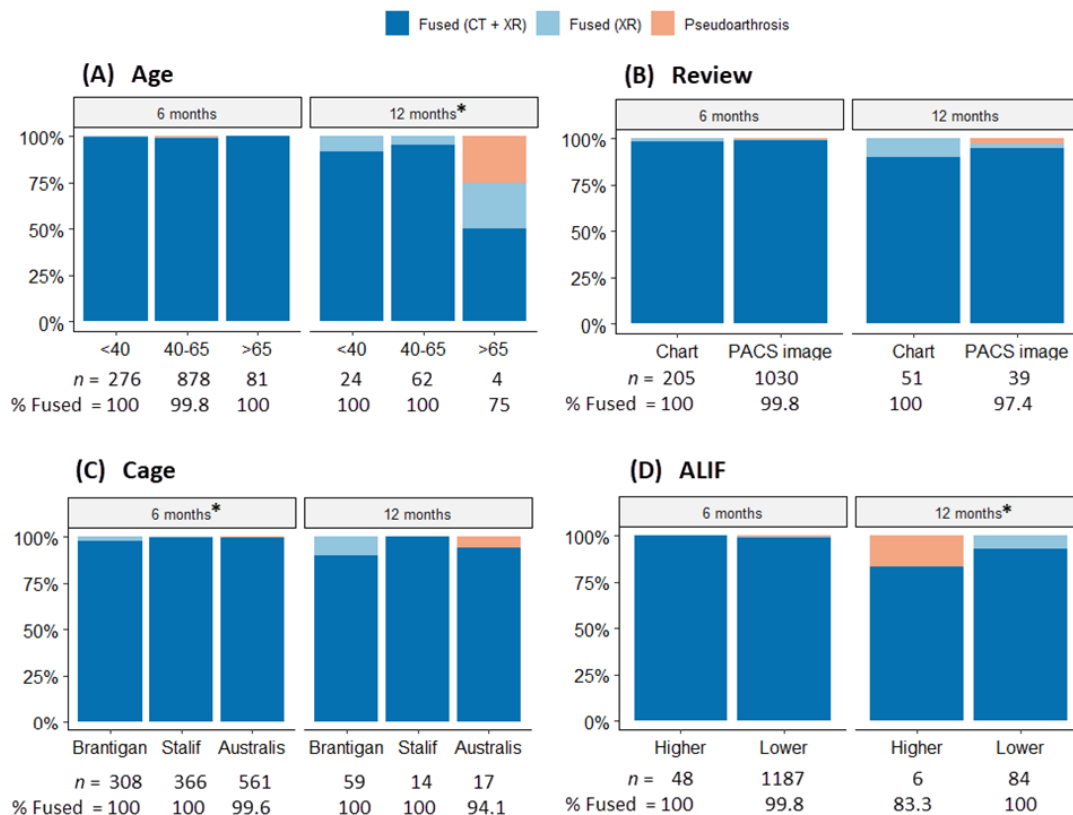 Fused (CT + XR) Fused (XR) Pseudoarthrosis
(A) Age
6 months 12 months*
100%
75%
50%
25%
0%
<40 40-65 >65 <40 40-65 >65
n = 276 878 81 24 62 4
% Fused = 100 99.8 100 100 100 75
(B) Review
6 months 12 months
100%
75%
50%
25%
0%
Chart PACS image Chart PACS image
n = 205 1030 51 39
% Fused = 100 99.8 100 97.4
(C) Cage
6 months* 12 months
100%
75%
50%
25%
0%
Brantigan Stalif Australis Brantigan Stalif Australis
n = 308 366 561 59 14 17
% Fused = 100 100 99.6 100 100 94.1
(D) ALIF
6 months 12 months*
100%
75%
50%
25%
0%
Higher Lower Higher Lower
n = 48 1187 6 84
% Fused = 100 99.8 83.3 100